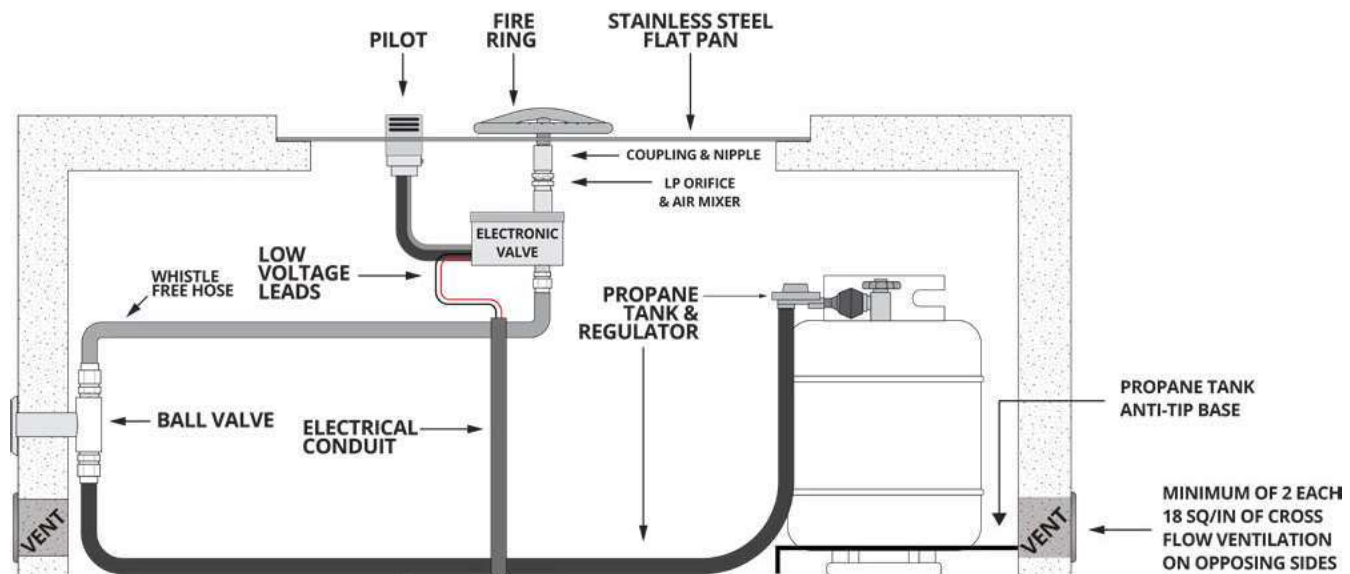 PILOT
FIRE
RING
STAINLESS STEEL
FLAT PAN
COUPLING & NIPPLE
LP ORIFICE
& AIR MIXER
ELECTRONIC
VALVE
LOW
VOLTAGE
LEADS
WHISTLE
FREE HOSE
PROPANE
TANK &
REGULATOR
BALL VALVE
ELECTRICAL
CONDUIT
PROPANE TANK
ANTI-TIP BASE
VENT
VENT
MINIMUM OF 2 EACH
18 SQ/IN OF CROSS
FLOW VENTILATION
ON OPPOSING SIDES